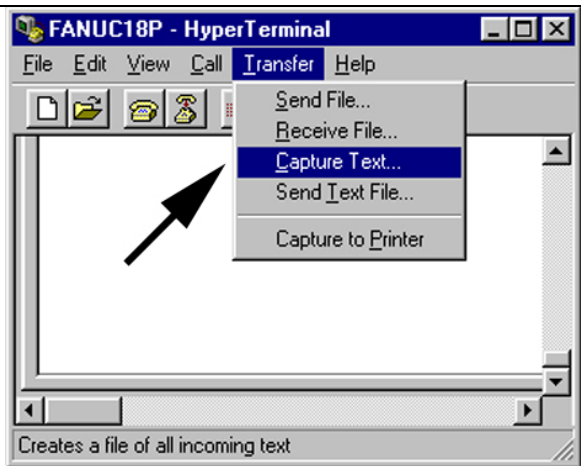 FANUC18P - HyperTerminal
File Edit View Call Transfer Help
Send File...
Receive File...
Capture Text...
Send Text File...
Capture to Printer
Creates a file of all incoming text